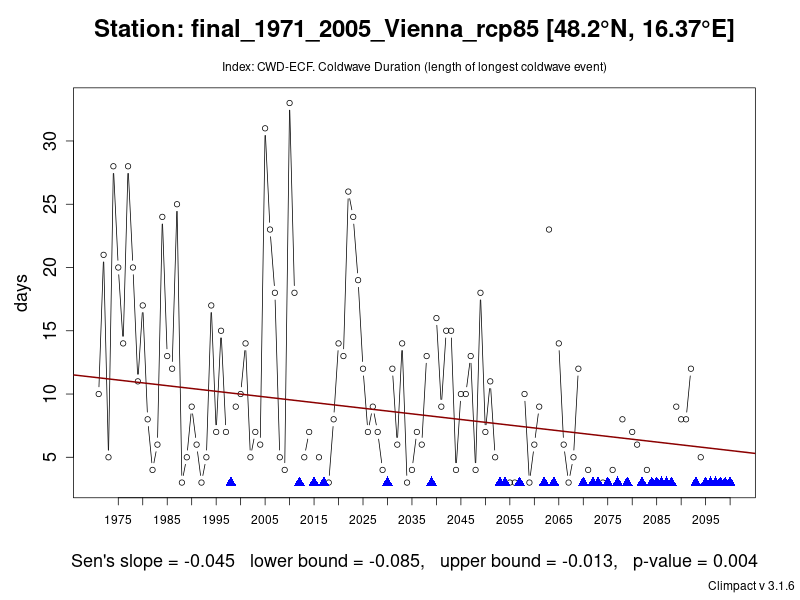 Station: final_1971_2005_Vienna_rcp85 [48.2°N, 16.37°E]
Index: CWD-ECF. Coldwave Duration (length of longest coldwave event)
30
25
20
15
10
5
days
1975 1985 1995 2005 2015 2025 2035 2045 2055 2065 2075 2085 2095
Sen's slope = -0.045 lower bound = -0.085, upper bound = -0.013, p-value = 0.004
Climpact v 3.1.6